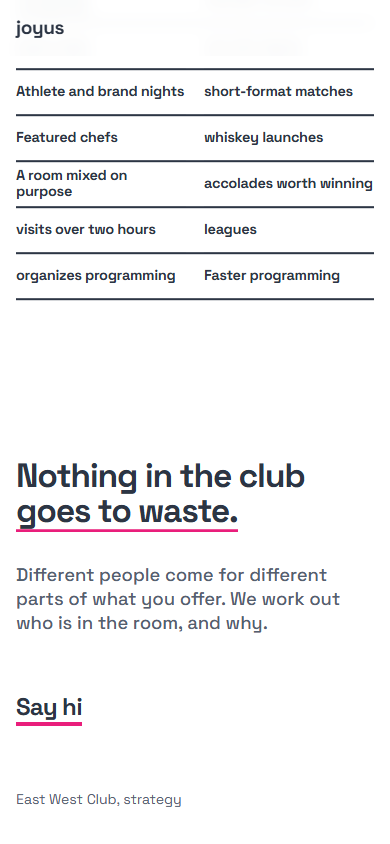 joyus
Athlete and brand nights short-format matches
Featured chefs whiskey launches
A room mixed on
purpose accolades worth winning
visits over two hours leagues
organizes programming Faster programming
Nothing in the club
goes to waste.
Different people come for different
parts of what you offer. We work out
who is in the room, and why.
Say hi
East West Club, strategy